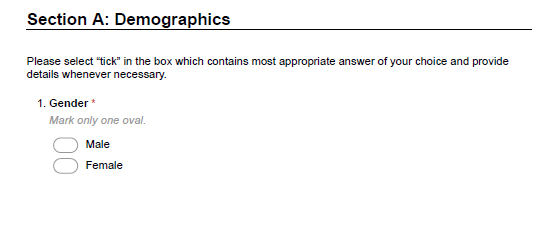 Section A: Demographics
Please select "tick" in the box which contains most appropriate answer of your choice and provide
details whenever necessary.
1. Gender *
Mark only one oval.
Male
Female